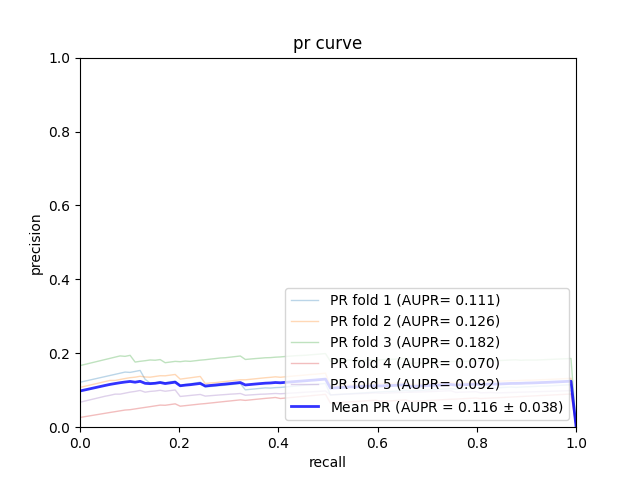 pr curve
1.0
0.8
0.6
0.4
0.2
0.0
precision
PR fold 1 (AUPR= 0.111)
PR fold 2 (AUPR= 0.126)
PR fold 3 (AUPR= 0.182)
PR fold 4 (AUPR= 0.070)
PR fold 5 (AUPR= 0.092)
Mean PR (AUPR = 0.116 ± 0.038)
0.0 0.2 0.4 0.6 0.8 1.0
recall